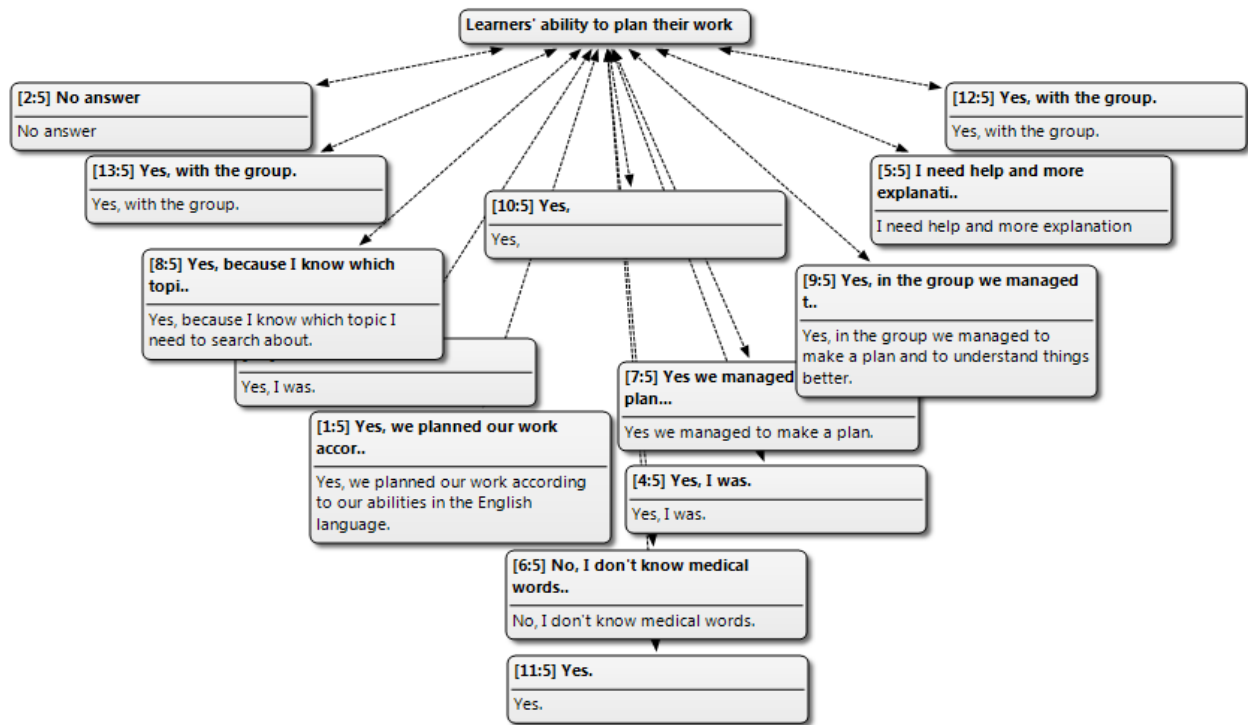 Learners' ability to plan their work
[2:5] No answer
No answer
[12:5] Yes, with the group.
Yes, with the group.
[13:5] Yes, with the group.
Yes, with the group.
[5:5] I need help and more
explanati..
I need help and more explanation
[10:5] Yes,
Yes,
[8:5] Yes, because I know which
topi..
Yes, because I know which topic I
need to search about.
[9:5] Yes, in the group we managed
t..
Yes, in the group we managed to
make a plan and to understand things
better.
Yes, I was.
[7:5] Yes we managed
plan...
Yes we managed to make a plan.
[1:5] Yes, we planned our work
accor..
Yes, we planned our work according
to our abilities in the English
language.
[4:5] Yes, I was.
Yes, I was.
[6:5] No, I don't know medical
words..
No, I don't know medical words.
[11:5] Yes.
Yes.